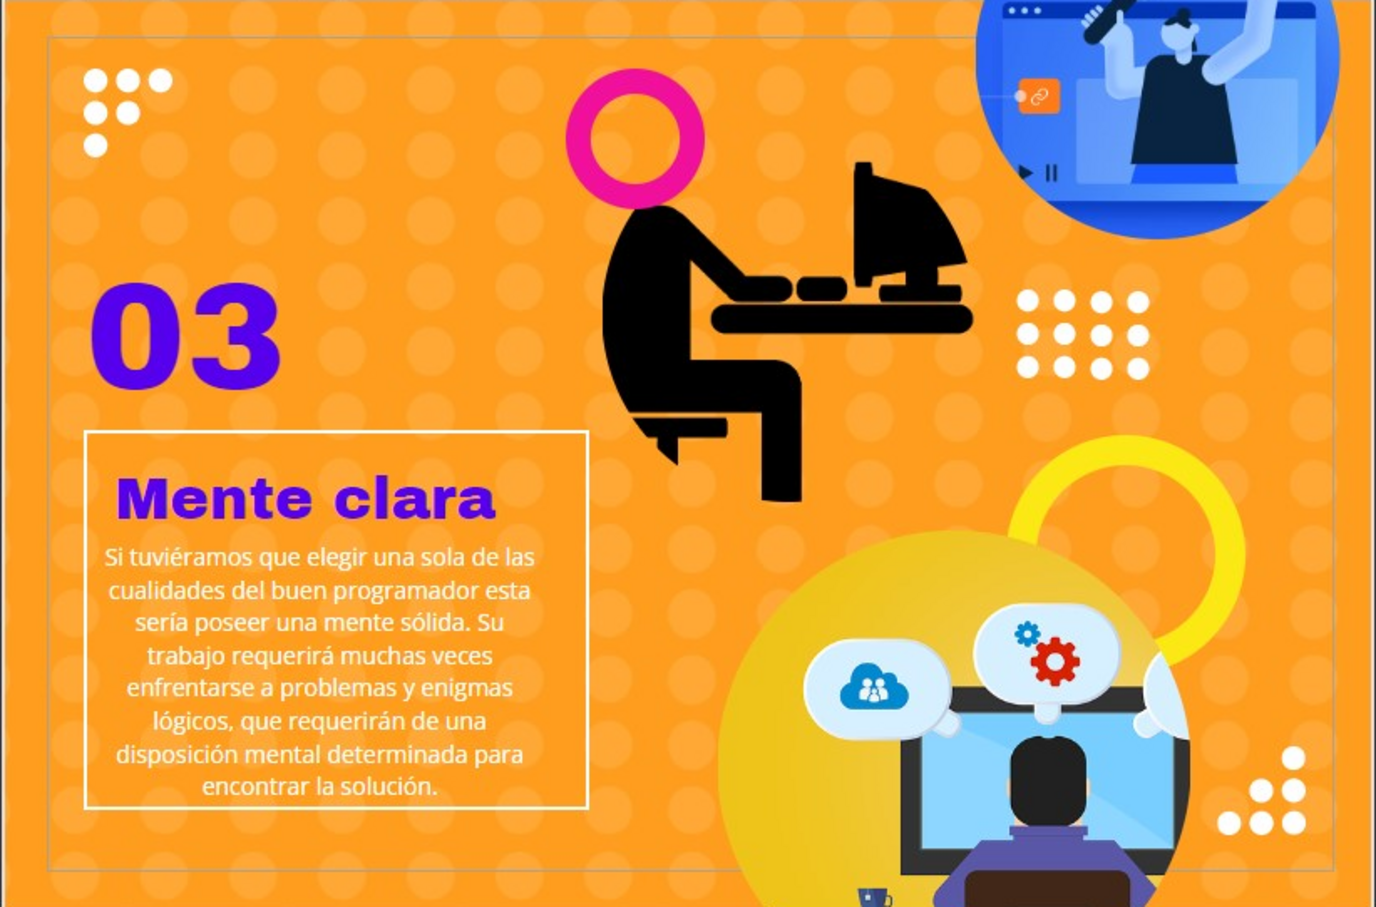 03
Mente clara
Si tuviéramos que elegir una sola de las
cualidades del buen programador esta
sería poseer una mente sólida. Su
trabajo requerirá muchas veces
enfrentarse a problemas y enigmas
lógicos, que requerirán de una
disposición mental determinada para
encontrar la solución.